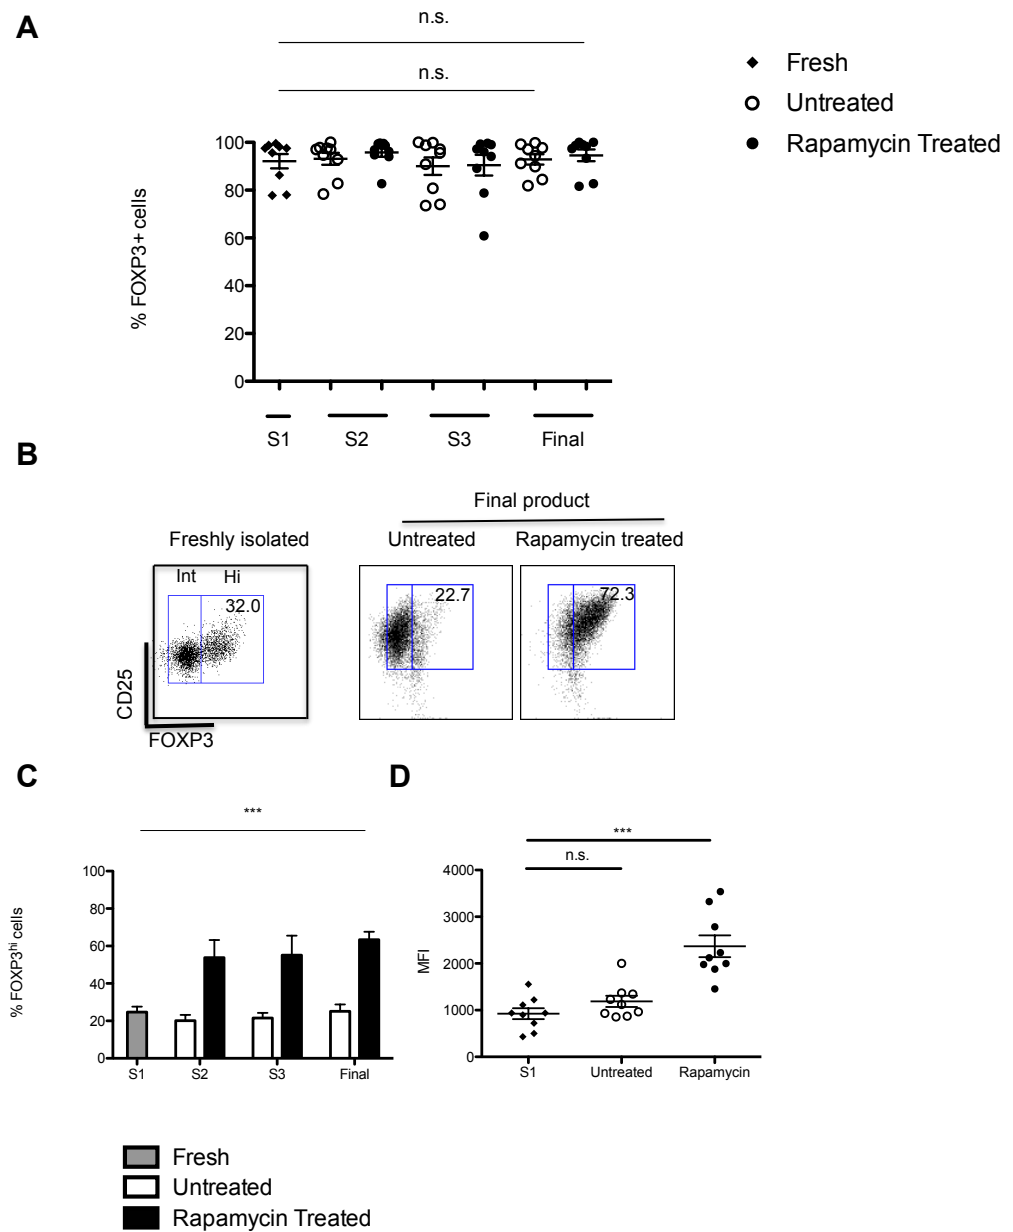 A
n.s.
n.s.
Fresh
Untreated
Rapamycin Treated
% FOXP3+ cells
100
80
60
40
20
0
S1 S2 S3 Final
B
Final product
Freshly isolated Untreated Rapamycin treated
Int Hi
32.0 22.7 72.3
CD25
FOXP3
C
***
% FOXP3hi cells
100
80
60
40
20
0
S1 S2 S3 Final
Fresh
Untreated
Rapamycin Treated
D
***
n.s.
MFI
4000
3000
2000
1000
0
S1 Untreated Rapamycin